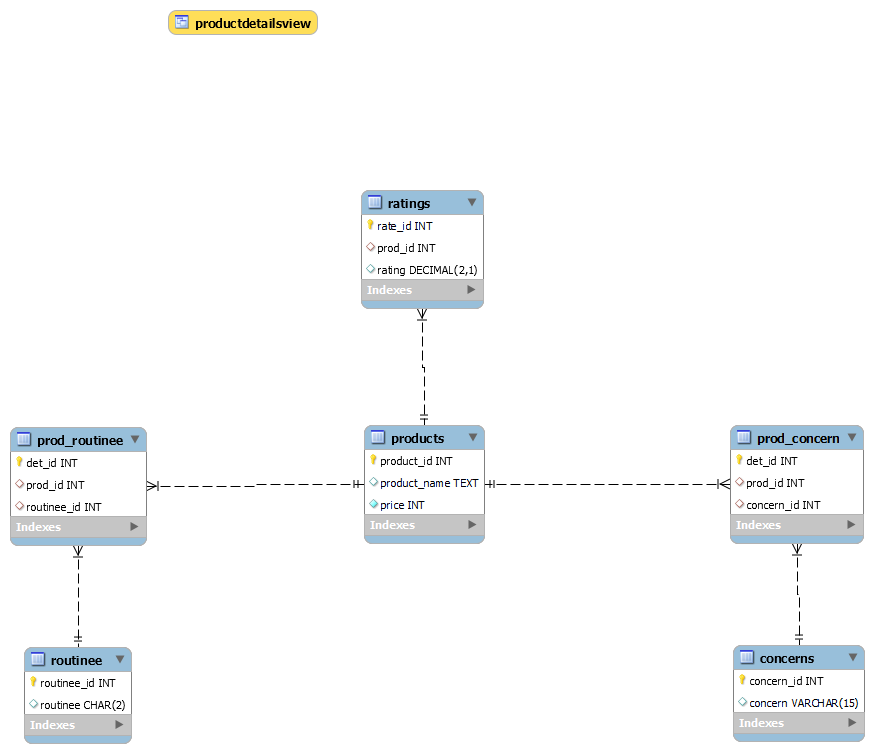 productdetailsview
ratings
rate_id INT
prod_id INT
rating DECIMAL(2,1)
Indexes
prod_routinee
det_id INT
prod_id INT
routinee_id INT
Indexes
products
product_id INT
product_name TEXT
price INT
Indexes
prod_concern
det_id INT
prod_id INT
concern_id INT
Indexes
routinee
routinee_id INT
routinee CHAR(2)
Indexes
concerns
concern_id INT
concern VARCHAR(15)
Indexes